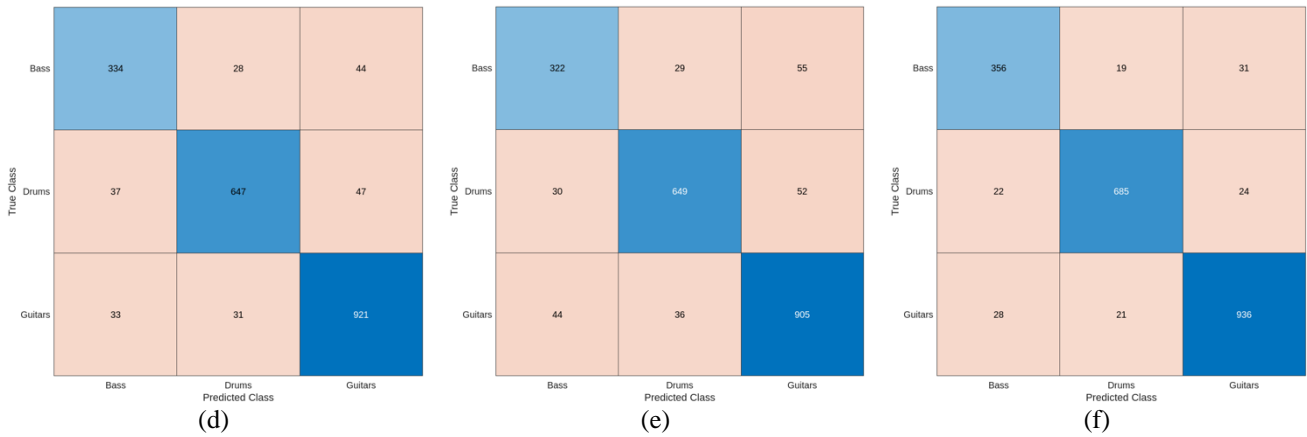 Bass 334 28 44
Drums 37 647 47
Guitars 33 31 921
True Class
Bass Drums Guitars
Predicted Class
(d)
Bass 322 29 55
Drums 30 649 52
Guitars 44 36 905
True Class
Bass Drums Guitars
Predicted Class
(e)
Bass 356 19 31
Drums 22 685 24
Guitars 28 21 936
True Class
Bass Drums Guitars
Predicted Class
(f)